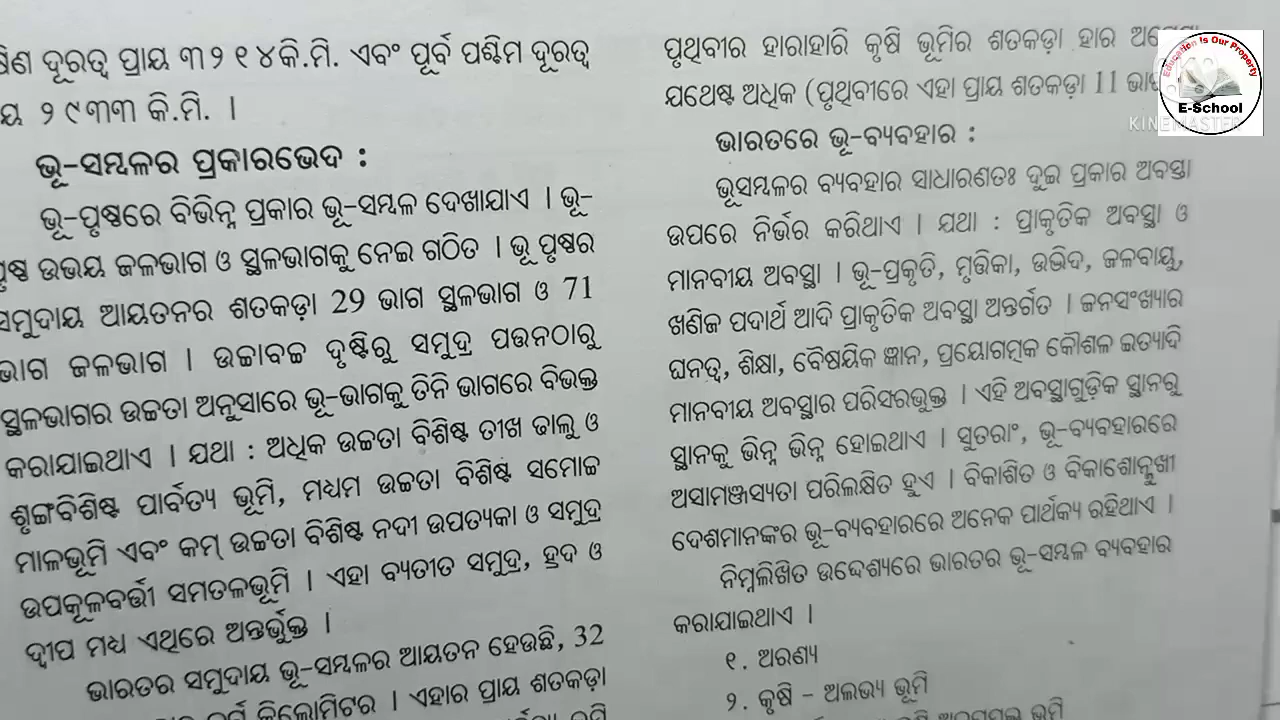 ଦୂରତ୍ୱ ପ୍ରାୟ ୩୨୧୪କି.ମି. ଏବଂ ପୂର୍ବ ପଶ୍ଚିମ ଦୂରତ୍ୱ
୨୯୩୩ କି.ମି. ।
ଭୂ-ସମ୍ବଳର ପ୍ରକାରଭେଦ :
ଭୂ-ପୃଷ୍ଠରେ ବିଭିନ୍ନ ପ୍ରକାର ଭୂ-ସମ୍ବଳ ଦେଖାଯାଏ । ଭୂ-
ପୃଷ୍ଠ ଉଭୟ ଜଳଭାଗ ଓ ସ୍ଥଳଭାଗକୁ ନେଇ ଗଠିତ । ଭୂ ପୃଷ୍ଠର
ସମୁଦାୟ ଆୟତନର ଶତକଡ଼ା 29 ଭାଗ ସ୍ଥଳଭାଗ ଓ 71
ଭାଗ ଜଳଭାଗ । ଉଚ୍ଚାବଚ୍ଚ ଦୃଷ୍ଟିରୁ ସମୁଦ୍ର ପତ୍ତନଠାରୁ
ସ୍ଥଳଭାଗର ଉଚ୍ଚତା ଅନୁସାରେ ଭୂ-ଭାଗକୁ ତିନି ଭାଗରେ ବିଭକ୍ତ
କରାଯାଇଥାଏ । ଯଥା : ଅଧିକ ଉଚ୍ଚତା ବିଶିଷ୍ଟ ତୀଖ ଢାଲୁ ଓ
ଶୃଙ୍ଗବିଶିଷ୍ଟ ପାର୍ବତ୍ୟ ଭୂମି, ମଧ୍ୟମ ଉଚ୍ଚତା ବିଶିଷ୍ଟ ସମୋଚ୍ଚ
ମାଳଭୂମି ଏବଂ କମ୍ ଉଚ୍ଚତା ବିଶିଷ୍ଟ ନଦୀ ଉପତ୍ୟକା ଓ ସମୁଦ୍ର
ଉପକୂଳବର୍ତ୍ତୀ ସମତଳଭୂମି । ଏହା ବ୍ୟତୀତ ସମୁଦ୍ର, ହ୍ରଦ ଓ
ଦ୍ୱୀପ ମଧ୍ୟ ଏଥିରେ ଅନ୍ତର୍ଭୁକ୍ତ ।
ଭାରତର ସମୁଦାୟ ଭୂ-ସମ୍ବଳର ଆୟତନ ହେଉଛି, 32
ବର୍ଗ କିଲୋମିଟର । ଏହାର ପ୍ରାୟ ଶତକଡ଼ା
ପୃଥିବୀର ହାରାହାରି କୃଷି ଭୂମିର ଶତକଡ଼ା ହାର
ଯଥେଷ୍ଟ ଅଧିକ (ପୃଥିବୀରେ ଏହା ପ୍ରାୟ ଶତକଡ଼ା 11
ଭାରତରେ ଭୂ-ବ୍ୟବହାର :
ଭୂସମ୍ବଳର ବ୍ୟବହାର ସାଧାରଣତଃ ଦୁଇ ପ୍ରକାର ଅବସ୍ଥା
ଉପରେ ନିର୍ଭର କରିଥାଏ । ଯଥା : ପ୍ରାକୃତିକ ଅବସ୍ଥା ଓ
ମାନବୀୟ ଅବସ୍ଥା । ଭୂ-ପ୍ରକୃତି, ମୃତ୍ତିକା, ଉଦ୍ଭିଦ, ଜଳବାୟୁ,
ଖଣିଜ ପଦାର୍ଥ ଆଦି ପ୍ରାକୃତିକ ଅବସ୍ଥା ଅନ୍ତର୍ଗତ । ଜନସଂଖ୍ୟାର
ଘନତ୍ୱ, ଶିକ୍ଷା, ବୈଷୟିକ ଜ୍ଞାନ, ପ୍ରୟୋଗତ୍ମକ କୌଶଳ ଇତ୍ୟାଦି
ମାନବୀୟ ଅବସ୍ଥାର ପରିସରଭୁକ୍ତ । ଏହି ଅବସ୍ଥାଗୁଡ଼ିକ ସ୍ଥାନରୁ
ସ୍ଥାନକୁ ଭିନ୍ନ ଭିନ୍ନ ହୋଇଥାଏ । ସୁତରାଂ, ଭୂ-ବ୍ୟବହାରରେ
ଅସାମଞ୍ଜସ୍ୟତା ପରିଲକ୍ଷିତ ହୁଏ । ବିକାଶିତ ଓ ବିକାଶୋନ୍ମୁଖୀ
ଦେଶମାନଙ୍କର ଭୂ-ବ୍ୟବହାରରେ ଅନେକ ପାର୍ଥକ୍ୟ ରହିଥାଏ ।
ନିମ୍ନଲିଖିତ ଉଦ୍ଦେଶ୍ୟରେ ଭାରତର ଭୂ-ସମ୍ବଳ ବ୍ୟବହାର
କରାଯାଇଥାଏ ।
୧. ଅରଣ୍ୟ
୨. କୃଷି - ଅଲଭ୍ୟ ଭୂମି
Education Is Our Property
E-School
KINEMASTER